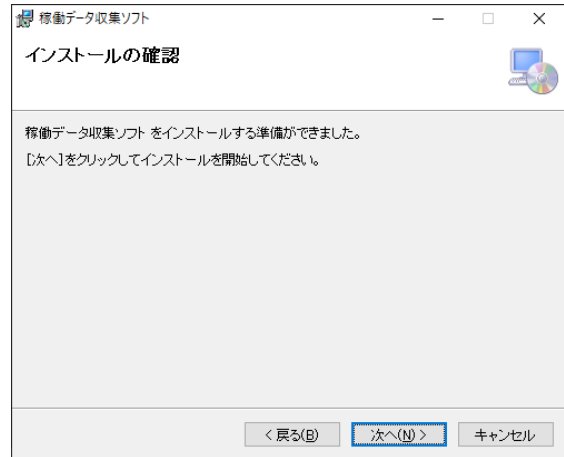 稼働データ収集ソフト
インストールの確認
稼働データ収集ソフト をインストールする準備ができました。
[次へ]をクリックしてインストールを開始してください。
< 戻る(B)
次へ(N) >
キャンセル